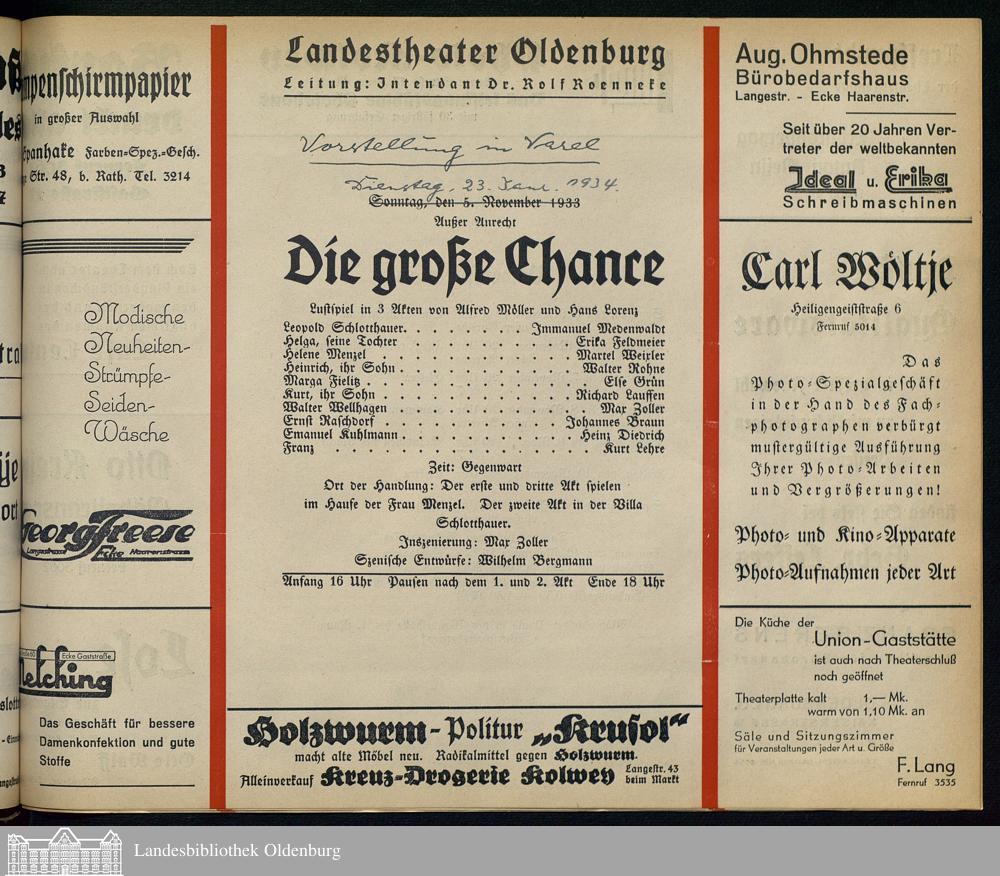 Lampenschirmpapier
in großer Auswahl
Spanhake Farben=Spez.=Gesch.
Str. 48, b. Rath. Tel. 3214
Modische
Neuheiten-
Strümpfe-
Seiden-
Wäsche
Georg Freese
Langestrasse Ecke Haarenstrasse
Ecke Gaststraße
Melching
Das Geschäft für bessere
Damenkonfektion und gute
Stoffe
Landestheater Oldenburg
Leitung: Intendant Dr. Rolf Roenneke
Vorstellung in Varel
Dienstag, 23. Jan. 1934.
Sonntag, den 5. November 1933
Außer Anrecht
Die große Chance
Lustspiel in 3 Akten von Alfred Möller und Hans Lorenz
Leopold Schlotthauer . . . . . . . Immanuel Medenwaldt
Helga, seine Tochter . . . . . . . . . . Erika Feldmeier
Helene Menzel . . . . . . . . . . . . Martel Weixler
Heinrich, ihr Sohn . . . . . . . . . . . Walter Rohne
Marga Fielitz . . . . . . . . . . . . . . Else Grün
Kurt, ihr Sohn . . . . . . . . . . . . Richard Lauffen
Walter Wellhagen . . . . . . . . . . . . Max Zoller
Ernst Raschdorf . . . . . . . . . . . Johannes Braun
Emanuel Kuhlmann . . . . . . . . . . Heinz Diedrich
Franz . . . . . . . . . . . . . . . . Kurt Lehre
Zeit: Gegenwart
Ort der Handlung: Der erste und dritte Akt spielen
im Hause der Frau Menzel. Der zweite Akt in der Villa
Schlotthauer.
Inszenierung: Max Zoller
Szenische Entwürfe: Wilhelm Bergmann
Anfang 16 Uhr Pausen nach dem 1. und 2. Akt Ende 18 Uhr
Holzwurm-Politur „Krusol“
macht alte Möbel neu. Radikalmittel gegen Holzwurm.
Alleinverkauf Kreuz-Drogerie Kolwey Langestr. 43
beim Markt
Aug. Ohmstede
Bürobedarfshaus
Langestr. - Ecke Haarenstr.
Seit über 20 Jahren Ver-
treter der weltbekannten
Ideal u. Erika
Schreibmaschinen
Carl Wöltje
Heiligengeiststraße 6
Fernruf 5014
Das
Photo=Spezialgeschäft
in der Hand des Fach=
photographen verbürgt
mustergültige Ausführung
Ihrer Photo=Arbeiten
und Vergrößerungen!
Photo= und Kino=Apparate
Photo=Aufnahmen jeder Art
Die Küche der
Union-Gaststätte
ist auch nach Theaterschluß
noch geöffnet
Theaterplatte kalt 1,— Mk.
warm von 1,10 Mk. an
Säle und Sitzungszimmer
für Veranstaltungen jeder Art u. Größe
F. Lang
Fernruf 3535
Landesbibliothek Oldenburg